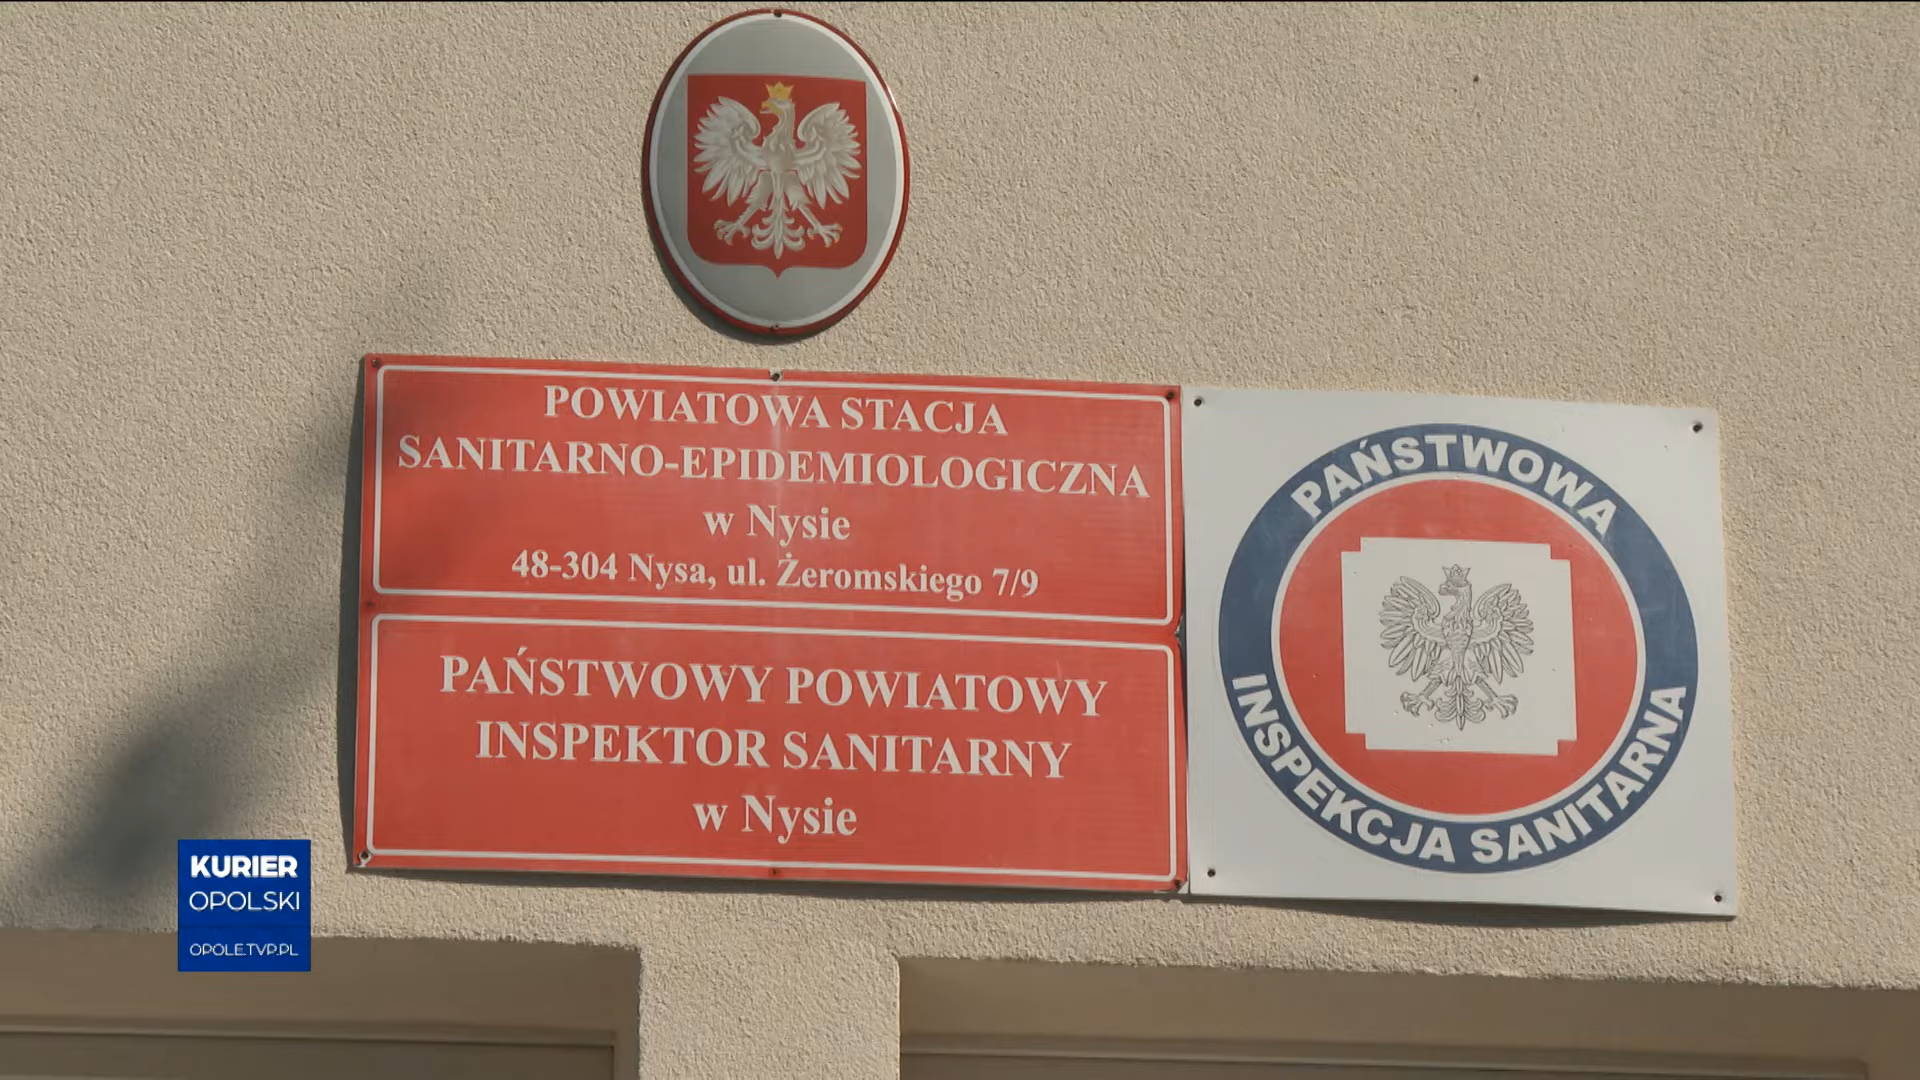 POWIATOWA STACJA
SANITARNO-EPIDEMIOLOGICZNA
w Nysie
48-304 Nysa, ul. Żeromskiego 7/9
PAŃSTWOWY POWIATOWY
INSPEKTOR SANITARNY
w Nysie
PAŃSTWOWA
INSPEKCJA SANITARNA
KURIER
OPOLSKI
OPOLE.TVP.PL